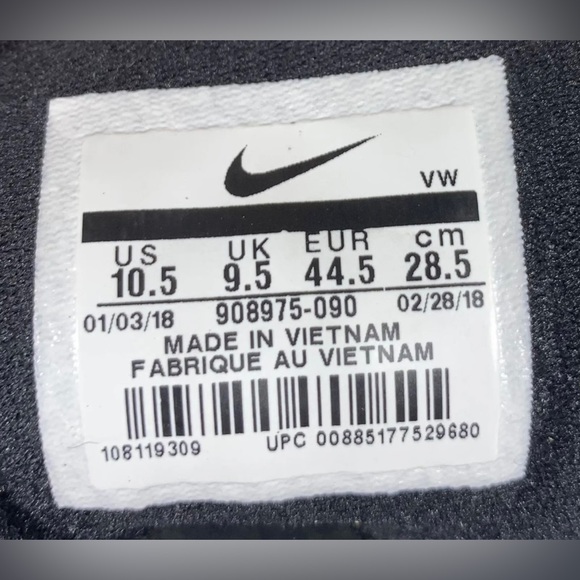 VW
US UK EUR cm
10.5 9.5 44.5 28.5
01/03/18 908975-090 02/28/18
MADE IN VIETNAM
FABRIQUE AU VIETNAM
108119309 UPC 00885177529680